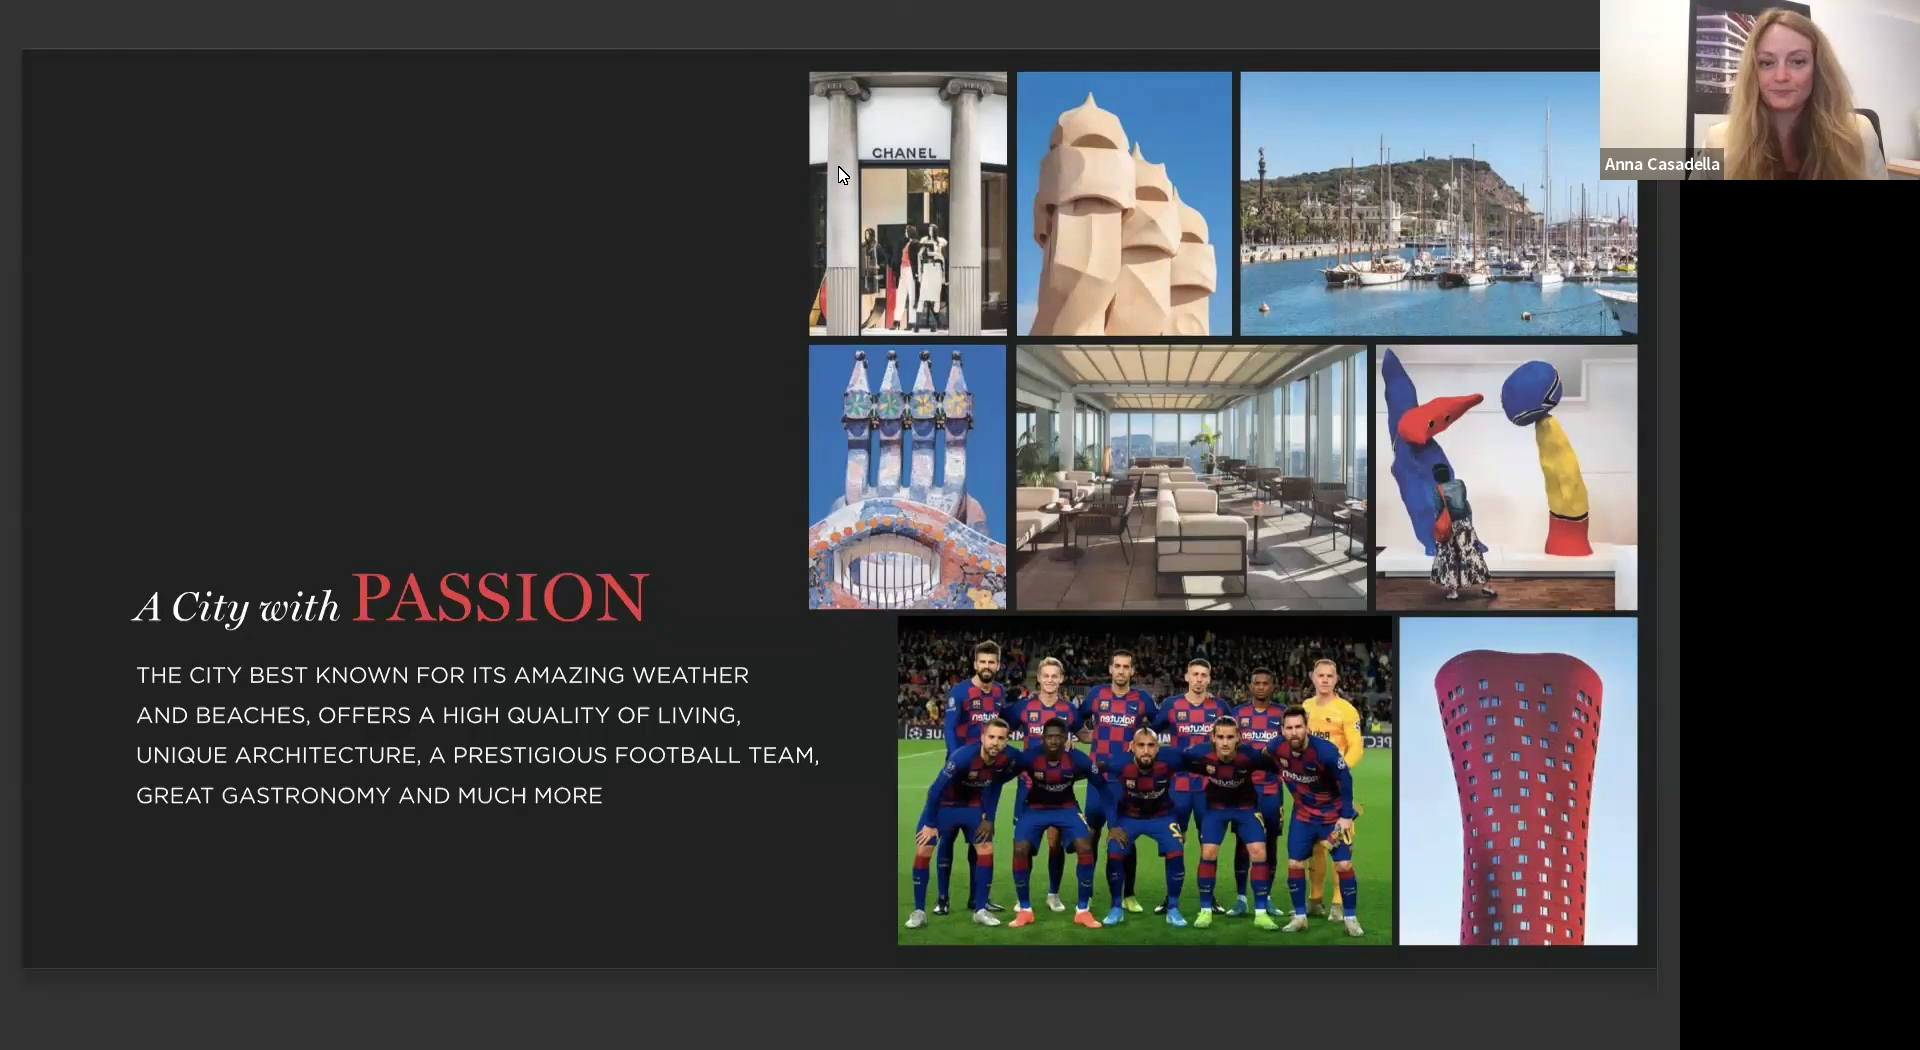 CHANEL
Anna Casadella
A City with PASSION
THE CITY BEST KNOWN FOR ITS AMAZING WEATHER
AND BEACHES, OFFERS A HIGH QUALITY OF LIVING,
UNIQUE ARCHITECTURE, A PRESTIGIOUS FOOTBALL TEAM,
GREAT GASTRONOMY AND MUCH MORE
Rakuten